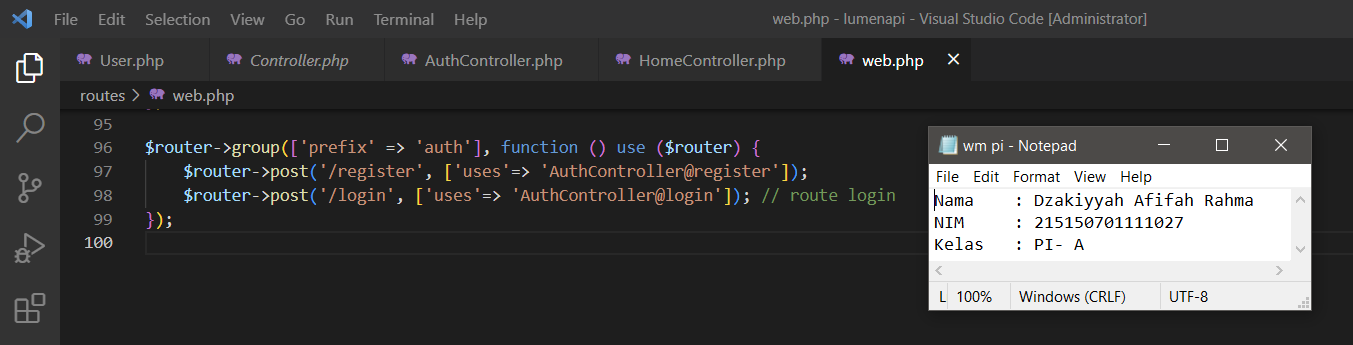 File Edit Selection View Go Run Terminal Help web.php - lumenapi - Visual Studio Code [Administrator]
User.php Controller.php AuthController.php HomeController.php web.php
routes > web.php
95
96 $router->group(['prefix' => 'auth'], function () use ($router) {
97 $router->post('/register', ['uses'=> 'AuthController@register']);
98 $router->post('/login', ['uses'=> 'AuthController@login']); // route login
99 });
100
wm pi - Notepad
File Edit Format View Help
Nama : Dzakiyyah Afifah Rahma
NIM : 215150701111027
Kelas : PI- A
L 100% Windows (CRLF) UTF-8